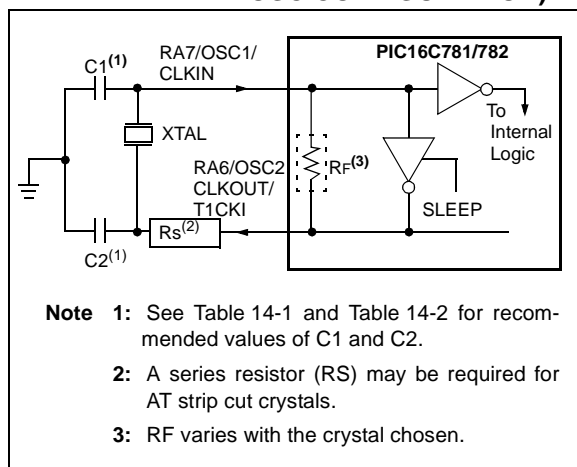 C1(1)
RA7/OSC1/
CLKIN
PIC16C781/782
To
Internal
Logic
XTAL
RF(3)
RA6/OSC2
CLKOUT/
T1CKI
SLEEP
C2(1)
Rs(2)
Note 1: See Table 14-1 and Table 14-2 for recom-
mended values of C1 and C2.
2: A series resistor (RS) may be required for
AT strip cut crystals.
3: RF varies with the crystal chosen.